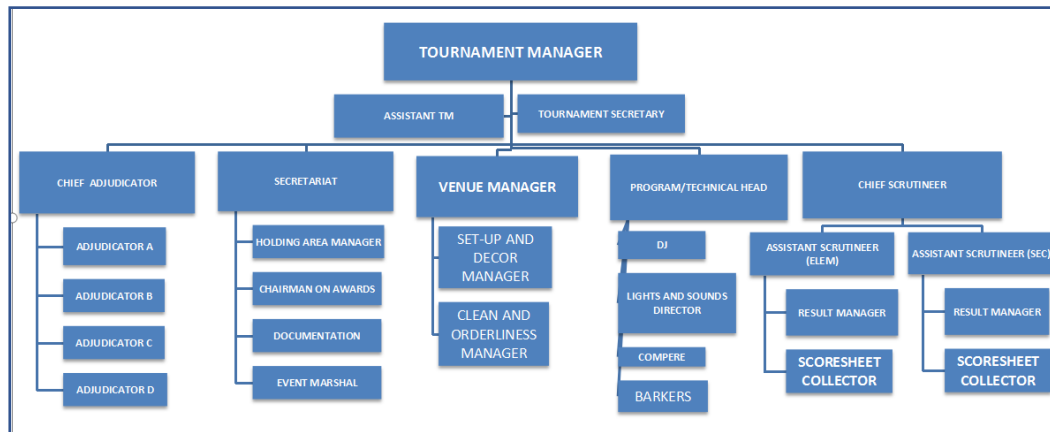 TOURNAMENT MANAGER
ASSISTANT TM
TOURNAMENT SECRETARY
CHIEF ADJUDICATOR
SECRETARIAT
VENUE MANAGER
PROGRAM/TECHNICAL HEAD
CHIEF SCRUTINEER
ADJUDICATOR A
ADJUDICATOR B
ADJUDICATOR C
ADJUDICATOR D
HOLDING AREA MANAGER
CHAIRMAN ON AWARDS
DOCUMENTATION
EVENT MARSHAL
SET-UP AND
DECOR
MANAGER
CLEAN AND
ORDERLINESS
MANAGER
DJ
LIGHTS AND SOUNDS
DIRECTOR
COMPERE
BARKERS
ASSISTANT SCRUTINEER
(ELEM)
RESULT MANAGER
SCORESHEET
COLLECTOR
ASSISTANT SCRUTINEER (SEC)
RESULT MANAGER
SCORESHEET
COLLECTOR